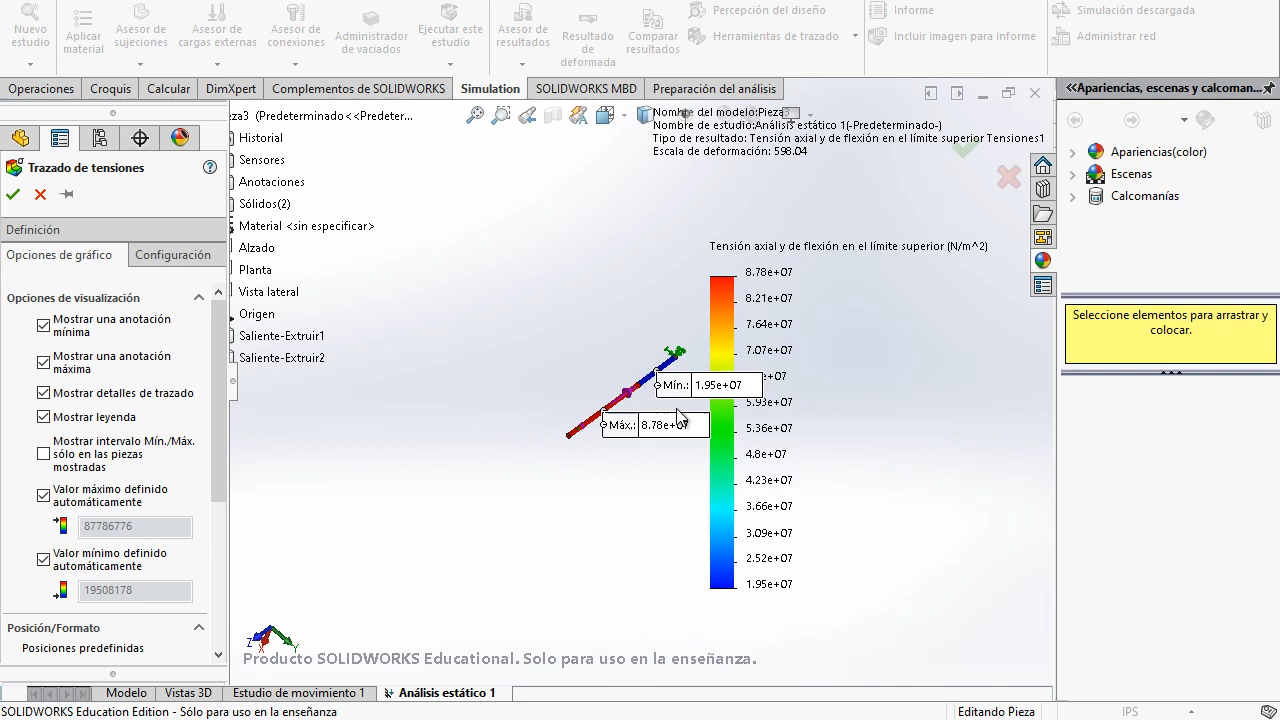 Nuevo estudio
Aplicar material
Asesor de sujeciones
Asesor de cargas externas
Asesor de conexiones
Administrador de vaciados
Ejecutar este estudio
Asesor de resultados
Resultado de deformada
Comparar resultados
Percepción del diseño
Herramientas de trazado
Informe
Incluir imagen para informe
Simulación descargada
Administrar red
Operaciones
Croquis
Calcular
DimXpert
Complementos de SOLIDWORKS
Simulation
SOLIDWORKS MBD
Preparación del análisis
Trazado de tensiones
Definición
Opciones de gráfico
Configuración
Opciones de visualización
Mostrar una anotación
mínima
Mostrar una anotación
máxima
Mostrar detalles de trazado
Mostrar leyenda
Mostrar intervalo Mín./Máx.
sólo en las piezas
mostradas
Valor máximo definido
automáticamente
87786776
Valor mínimo definido
automáticamente
19508178
Posición/Formato
Posiciones predefinidas
za3 (Predeterminado<<Predeter...
Historial
Sensores
Anotaciones
Sólidos(2)
Material <sin especificar>
Alzado
Planta
Vista lateral
Origen
Saliente-Extruir1
Saliente-Extruir2
Nombre del modelo:Pieza3
Nombre de estudio:Análisis estático 1(-Predeterminado-)
Tipo de resultado: Tensión axial y de flexión en el límite superior Tensiones1
Escala de deformación: 598.04
Tensión axial y de flexión en el límite superior (N/m^2)
8.78e+07
8.21e+07
7.64e+07
7.07e+07
e+07
5.93e+07
5.36e+07
4.8e+07
4.23e+07
3.66e+07
3.09e+07
2.52e+07
1.95e+07
Mín.: 1.95e+07
Máx.: 8.78e+07
Z
X
Y
Producto SOLIDWORKS Educational. Solo para uso en la enseñanza.
<<Apariencias, escenas y calcoman...
Apariencias(color)
Escenas
Calcomanías
Seleccione elementos para arrastrar y
colocar.
Modelo
Vistas 3D
Estudio de movimiento 1
Análisis estático 1
SOLIDWORKS Education Edition - Sólo para uso en la enseñanza
Editando Pieza
IPS